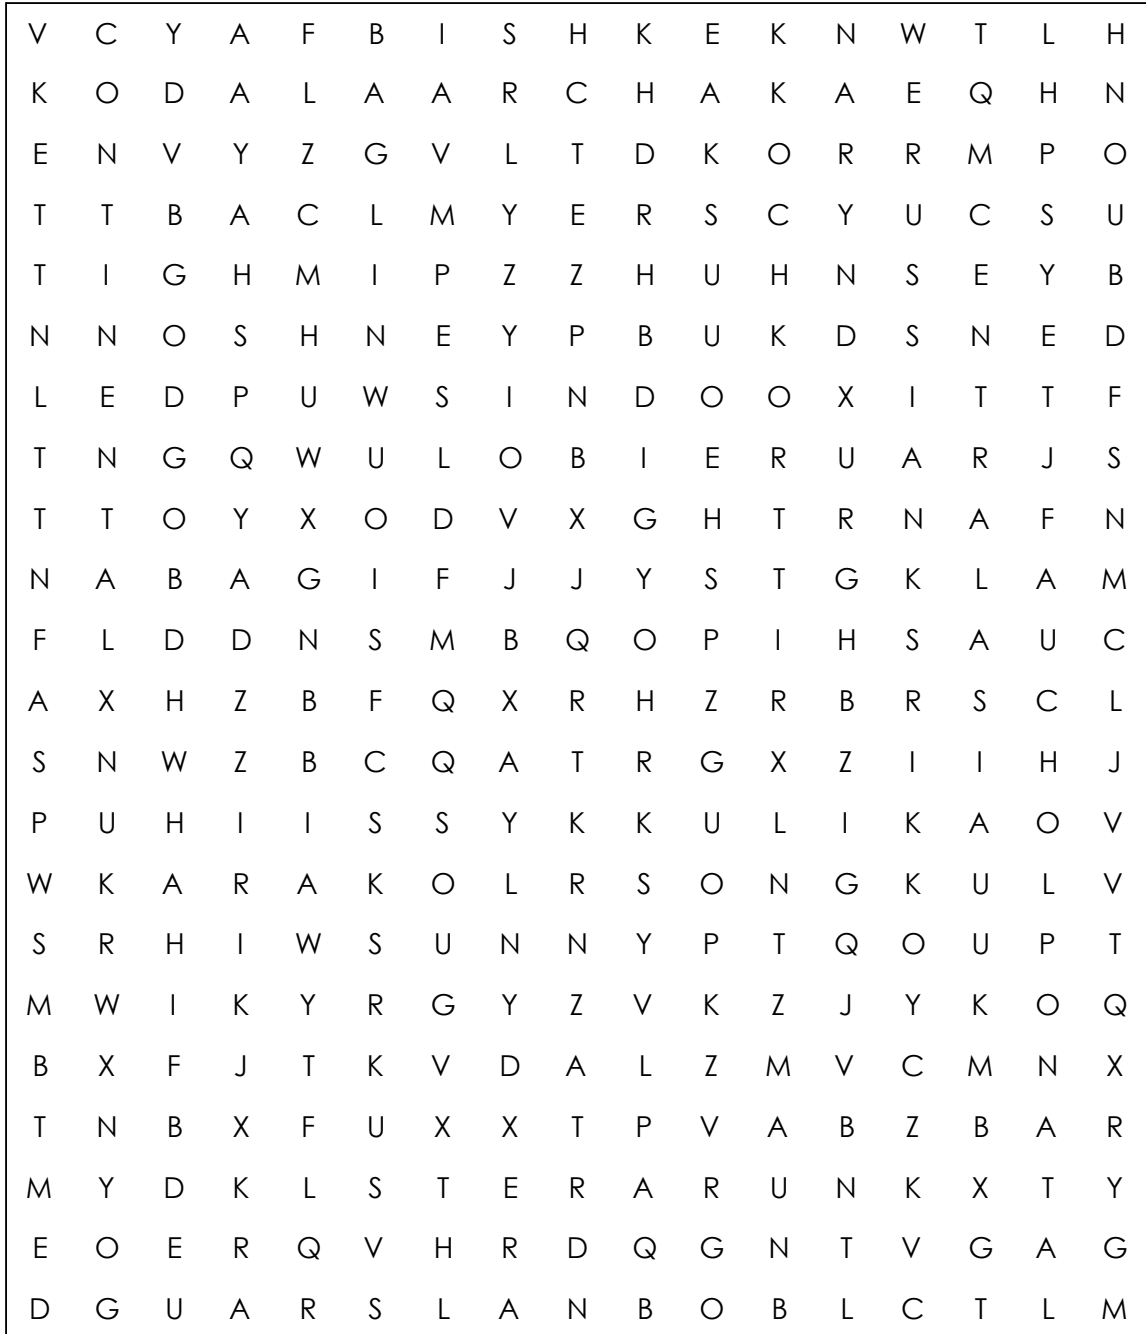 V C Y A F B I S H K E K N W T L H
K O D A L A A R C H A K A E Q H N
E N V Y Z G V L T D K O R R M P O
T T B A C L M Y E R S C Y U C S U
T I G H M I P Z Z H U H N S E Y B
N N O S H N E Y P B U K D S N E D
L E D P U W S I N D O O X I T T F
T N G Q W U L O B I E R U A R J S
T T O Y X O D V X G H T R N A F N
N A B A G I F J J Y S T G K L A M
F L D D N S M B Q O P I H S A U C
A X H Z B F Q X R H Z R B R S C L
S N W Z B C Q A T R G X Z I I H J
P U H I I S S Y K K U L I K A O V
W K A R A K O L R S O N G K U L V
S R H I W S U N N Y P T Q O U P T
M W I K Y R G Y Z V K Z J Y K O Q
B X F J T K V D A L Z M V C M N X
T N B X F U X X T P V A B Z B A R
M Y D K L S T E R A R U N K X T Y
E O E R Q V H R D Q G N T V G A G
D G U A R S L A N B O B L C T L M